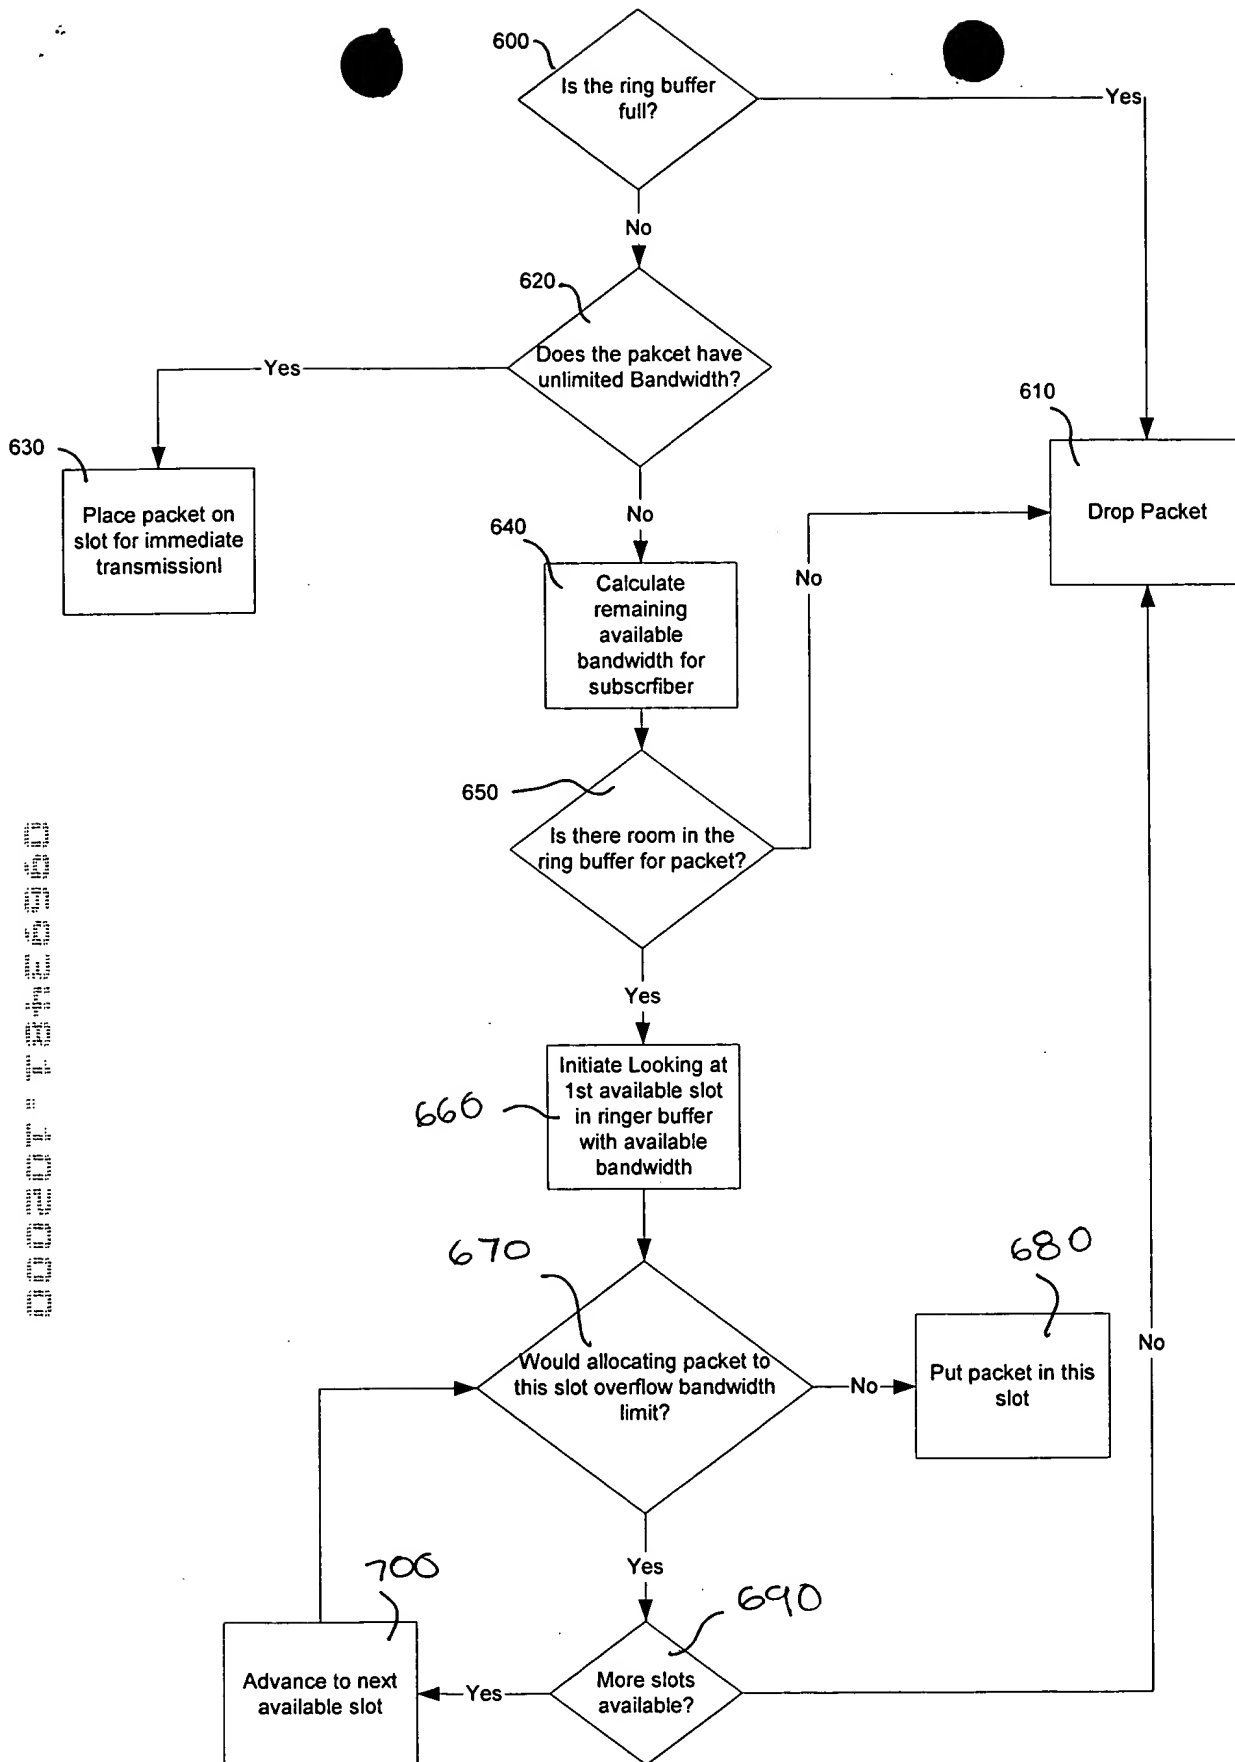 600
Is the ring buffer
full?
Yes
No
620
Does the pakcet have
unlimited Bandwidth?
Yes
630
Place packet on
slot for immediate
transmissionl
610
Drop Packet
No
640
Calculate
remaining
available
bandwidth for
subscrfiber
No
650
Is there room in the
ring buffer for packet?
Yes
660
Initiate Looking at
1st available slot
in ringer buffer
with available
bandwidth
670
Would allocating packet to
this slot overflow bandwidth
limit?
No
680
Put packet in this
slot
No
Yes
690
More slots
available?
Yes
700
Advance to next
available slot
09693481.102000